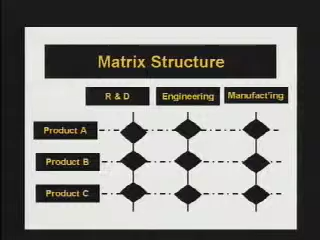 Matrix Structure
R & D
Engineering
Manufact'ing
Product A
Product B
Product C